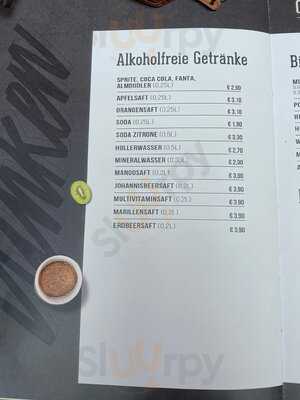 Alkoholfreie Getränke
SPRITE, COCA COLA, FANTA,
ALMDUDLER (0,25L) € 2,90
APFELSAFT (0,25L) € 3,10
ORANGENSAFT (0,25L) € 3,10
SODA (0,25L) € 1,90
SODA ZITRONE (0,5L) € 3,30
HOLLERWASSER (0,5L) € 2,70
MINERALWASSER (0,33L) € 2,90
MANGOSAFT (0,2L) € 3,90
JOHANNISBEERSAFT (0,2L) € 3,90
MULTIVITAMINSAFT (0,2L) € 3,90
MARILLENSAFT (0,2L) € 3,90
ERDBEERSAFT (0,2L) € 3,90
sluurpy
sluurpy